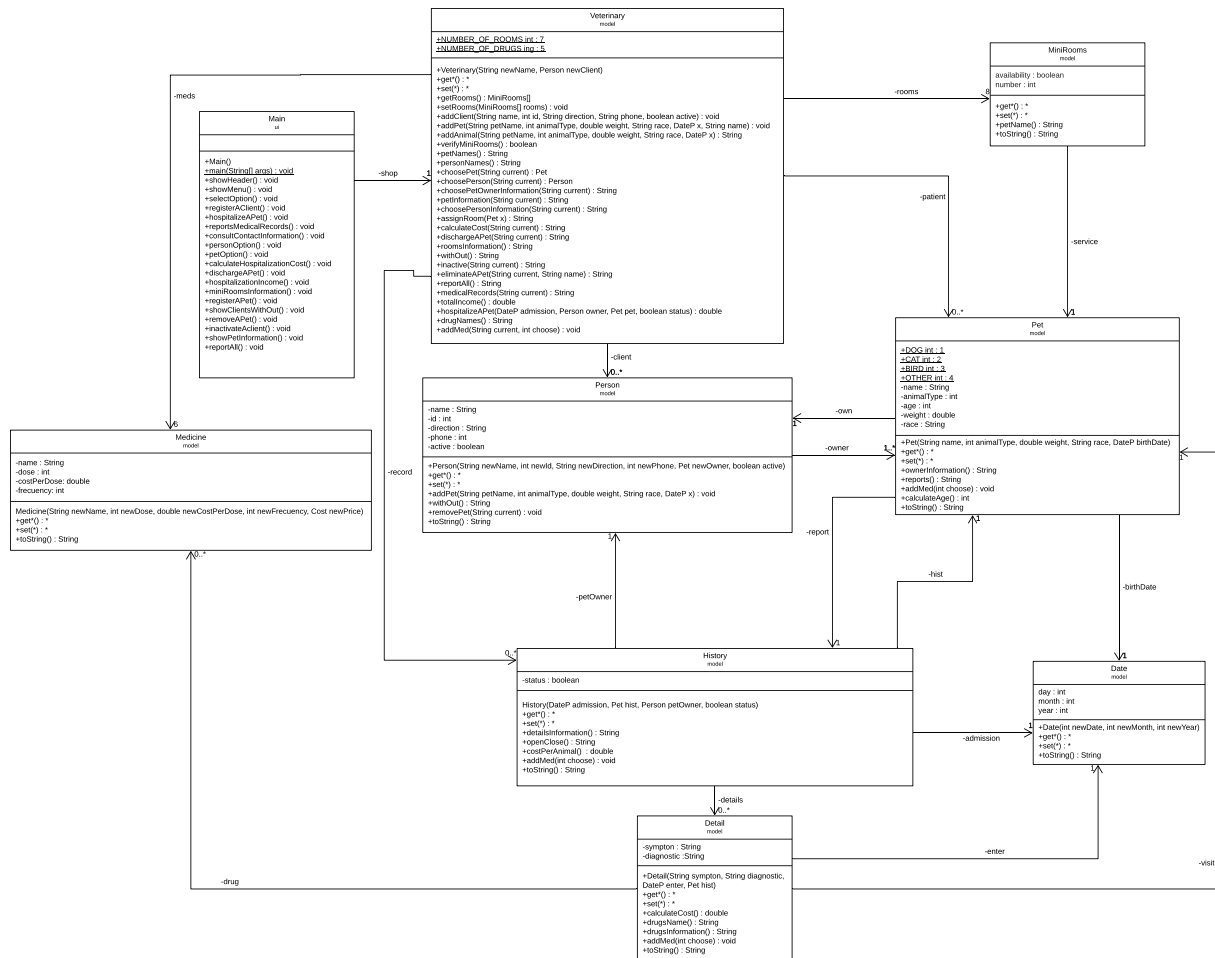 Veterinary
model
+NUMBER_OF_ROOMS int : 7
+NUMBER_OF_DRUGS ing : 5
+Veterinary(String newName, Person newClient)
+get*() : *
+set(*) : *
+getRooms() : MiniRooms[]
+setRooms(MiniRooms[] rooms) : void
+addClient(String name, int id, String direction, String phone, boolean active) : void
+addPet(String petName, int animalType, double weight, String race, DateP x, String name) : void
+addAnimal(String petName, int animalType, double weight, String race, DateP x) : String
+verifyMiniRooms() : boolean
+petNames() : String
+personNames() : String
+choosePet(String current) : Pet
+choosePerson(String current) : Person
+choosePetOwnerInformation(String current) : String
+petInformation(String current) : String
+choosePersonInformation(String current) : String
+assignRoom(Pet x) : String
+calculateCost(String current) : String
+dischargeAPet(String current) : String
+roomsInformation() : String
+withOut() : String
+inactive(String current) : String
+eliminateAPet(String current, String name) : String
+reportAll() : String
+medicalRecords(String current) : String
+totalIncome() : double
+hospitalizeAPet(DateP admission, Person owner, Pet pet, boolean status) : double
+drugNames() : String
+addMed(String current, int choose) : void
MiniRooms
model
availability : boolean
number : int
+get*() : *
+set(*) : *
+petName() : String
+toString() : String
-rooms
8
-meds
6
Main
ui
+Main()
+main(String[] args) : void
+showHeader() : void
+showMenu() : void
+selectOption() : void
+registerAClient() : void
+hospitalizeAPet() : void
+reportsMedicalRecords() : void
+consultContactInformation() : void
+personOption() : void
+petOption() : void
+calculateHospitalizationCost() : void
+dischargeAPet() : void
+hospitalizationIncome() : void
+miniRoomsInformation() : void
+registerAPet() : void
+showClientsWithOut() : void
+removeAPet() : void
+inactivateAclient() : void
+showPetInformation() : void
+reportAll() : void
-shop
1
-patient
0..*
-service
1
-client
0..*
Pet
model
+DOG int : 1
+CAT int : 2
+BIRD int : 3
+OTHER int : 4
-name : String
-animalType : int
-age : int
-weight : double
-race : String
+Pet(String name, int animalType, double weight, String race, DateP birthDate)
+get*() : *
+set(*) : *
+ownerInformation() : String
+reports() : String
+addMed(int choose) : void
+calculateAge() : int
+toString() : String
Person
model
-name : String
-id : int
-direction : String
-phone : int
-active : boolean
+Person(String newName, int newId, String newDirection, int newPhone, Pet newOwner, boolean active)
+get*() : *
+set(*) : *
+addPet(String petName, int animalType, double weight, String race, DateP x) : void
+withOut() : String
+removePet(String current) : void
+toString() : String
-own
1
-owner
1..*
1
Medicine
model
-name : String
-dose : int
-costPerDose: double
-frecuency: int
Medicine(String newName, int newDose, double newCostPerDose, int newFrecuency, Cost newPrice)
+get*() : *
+set(*) : *
+toString() : String
0..*
-record
0..*
-report
1
-hist
1
-birthDate
1
-petOwner
1
History
model
-status : boolean
History(DateP admission, Pet hist, Person petOwner, boolean status)
+get*() : *
+set(*) : *
+detailsInformation() : String
+openClose() : String
+costPerAnimal() : double
+addMed(int choose) : void
+toString() : String
-admission
1
Date
model
day : int
month : int
year : int
+Date(int newDate, int newMonth, int newYear)
+get*() : *
+set(*) : *
+toString() : String
1
-details
0..*
Detail
model
-sympton : String
-diagnostic :String
+Detail(String sympton, String diagnostic,
DateP enter, Pet hist)
+get*() : *
+set(*) : *
+calculateCost() : double
+drugsName() : String
+drugsInformation() : String
+addMed(int choose) : void
+toString() : String
-enter
-visit
-drug